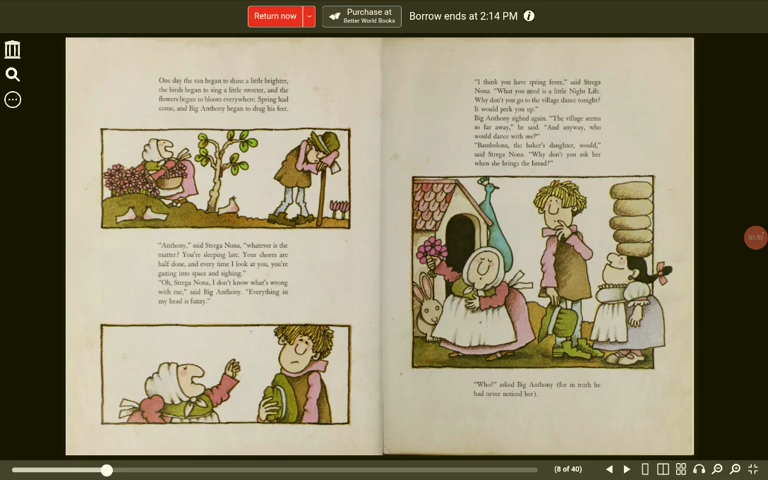 Return now
Purchase at
Better World Books
Borrow ends at 2:14 PM
One day the sun began to shine a little brighter,
the birds began to sing a little sweeter, and the
flowers began to bloom everywhere. Spring had
come, and Big Anthony began to drag his feet.
"Anthony," said Strega Nona, "whatever is the
matter? You're sleeping late. Your chores are
half done, and every time I look at you, you're
gazing into space and sighing."
"Oh, Strega Nona, I don't know what's wrong
with me," said Big Anthony. "Everything in
my head is fuzzy."
"I think you have spring fever," said Strega
Nona. "What you need is a little Night Life.
Why don't you go to the village dance tonight?
It would perk you up."
Big Anthony sighed again. "The village seems
so far away," he said. "And anyway, who
would dance with me?"
"Bambolona, the baker's daughter, would,"
said Strega Nona. "Why don't you ask her
when she brings the bread?"
"Who?" asked Big Anthony (for in truth he
had never noticed her).
(8 of 40)